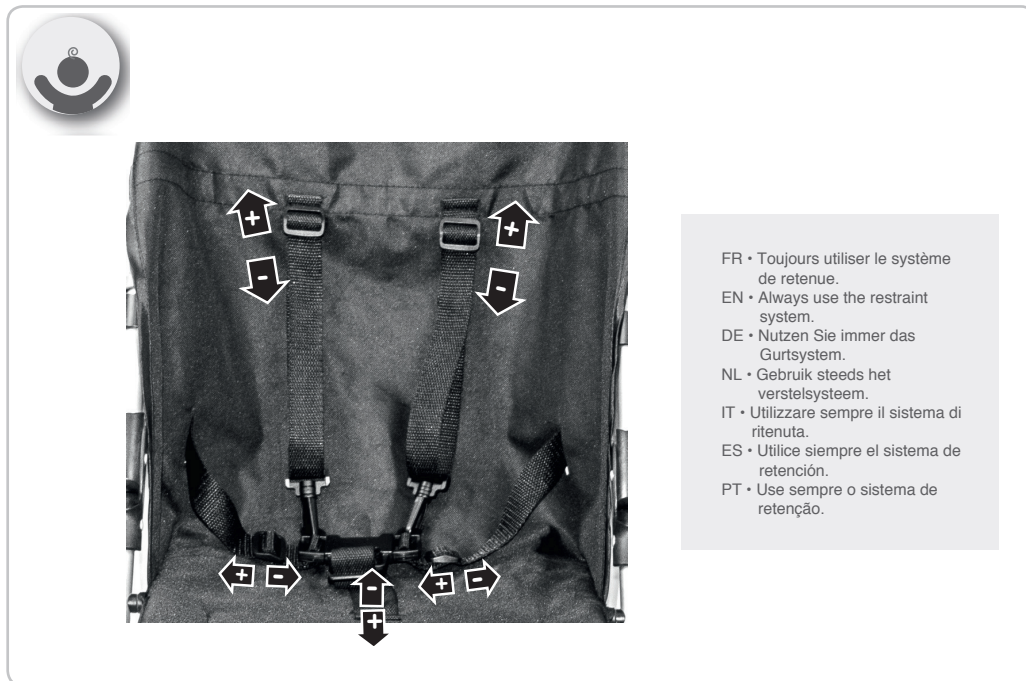 +
+
-
-
+ - - + -
+
FR • Toujours utiliser le système
de retenue.
EN • Always use the restraint
system.
DE • Nutzen Sie immer das
Gurtsystem.
NL • Gebruik steeds het
verstelsysteem.
IT • Utilizzare sempre il sistema di
ritenuta.
ES • Utilice siempre el sistema de
retención.
PT • Use sempre o sistema de
retenção.